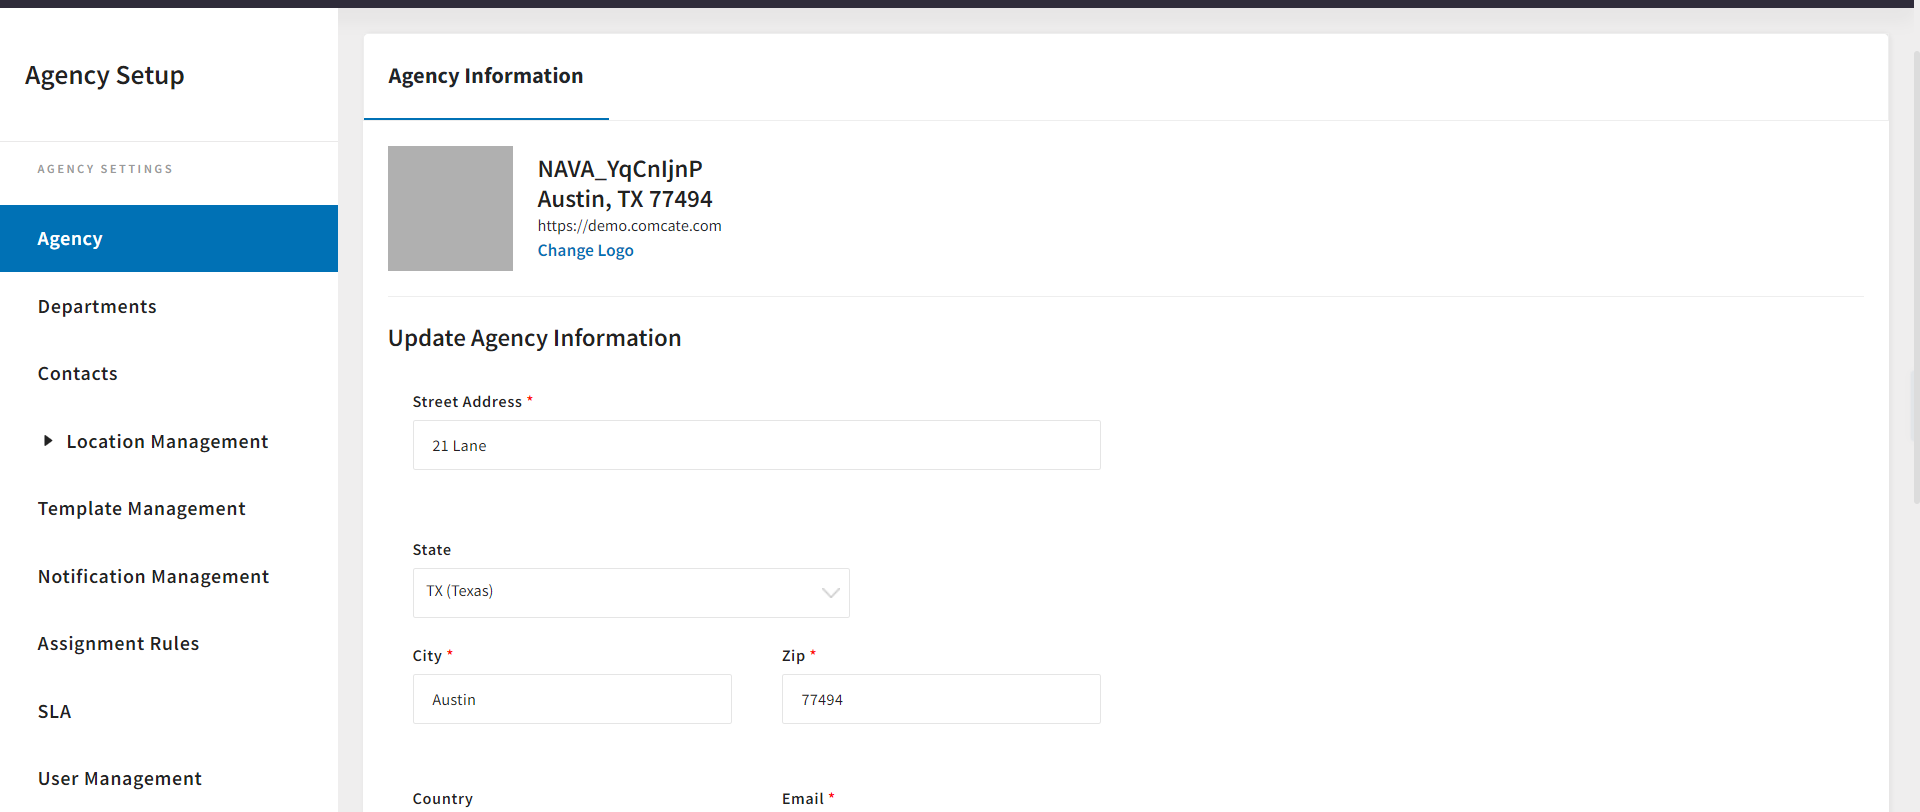 Agency Setup
AGENCY SETTINGS
Agency
Departments
Contacts
Location Management
Template Management
Notification Management
Assignment Rules
SLA
User Management
Agency Information
NAVA_YqCnIjnP
Austin, TX 77494
https://demo.comcate.com
Change Logo
Update Agency Information
Street Address *
21 Lane
State
TX (Texas)
City * Zip *
Austin 77494
Country Email *